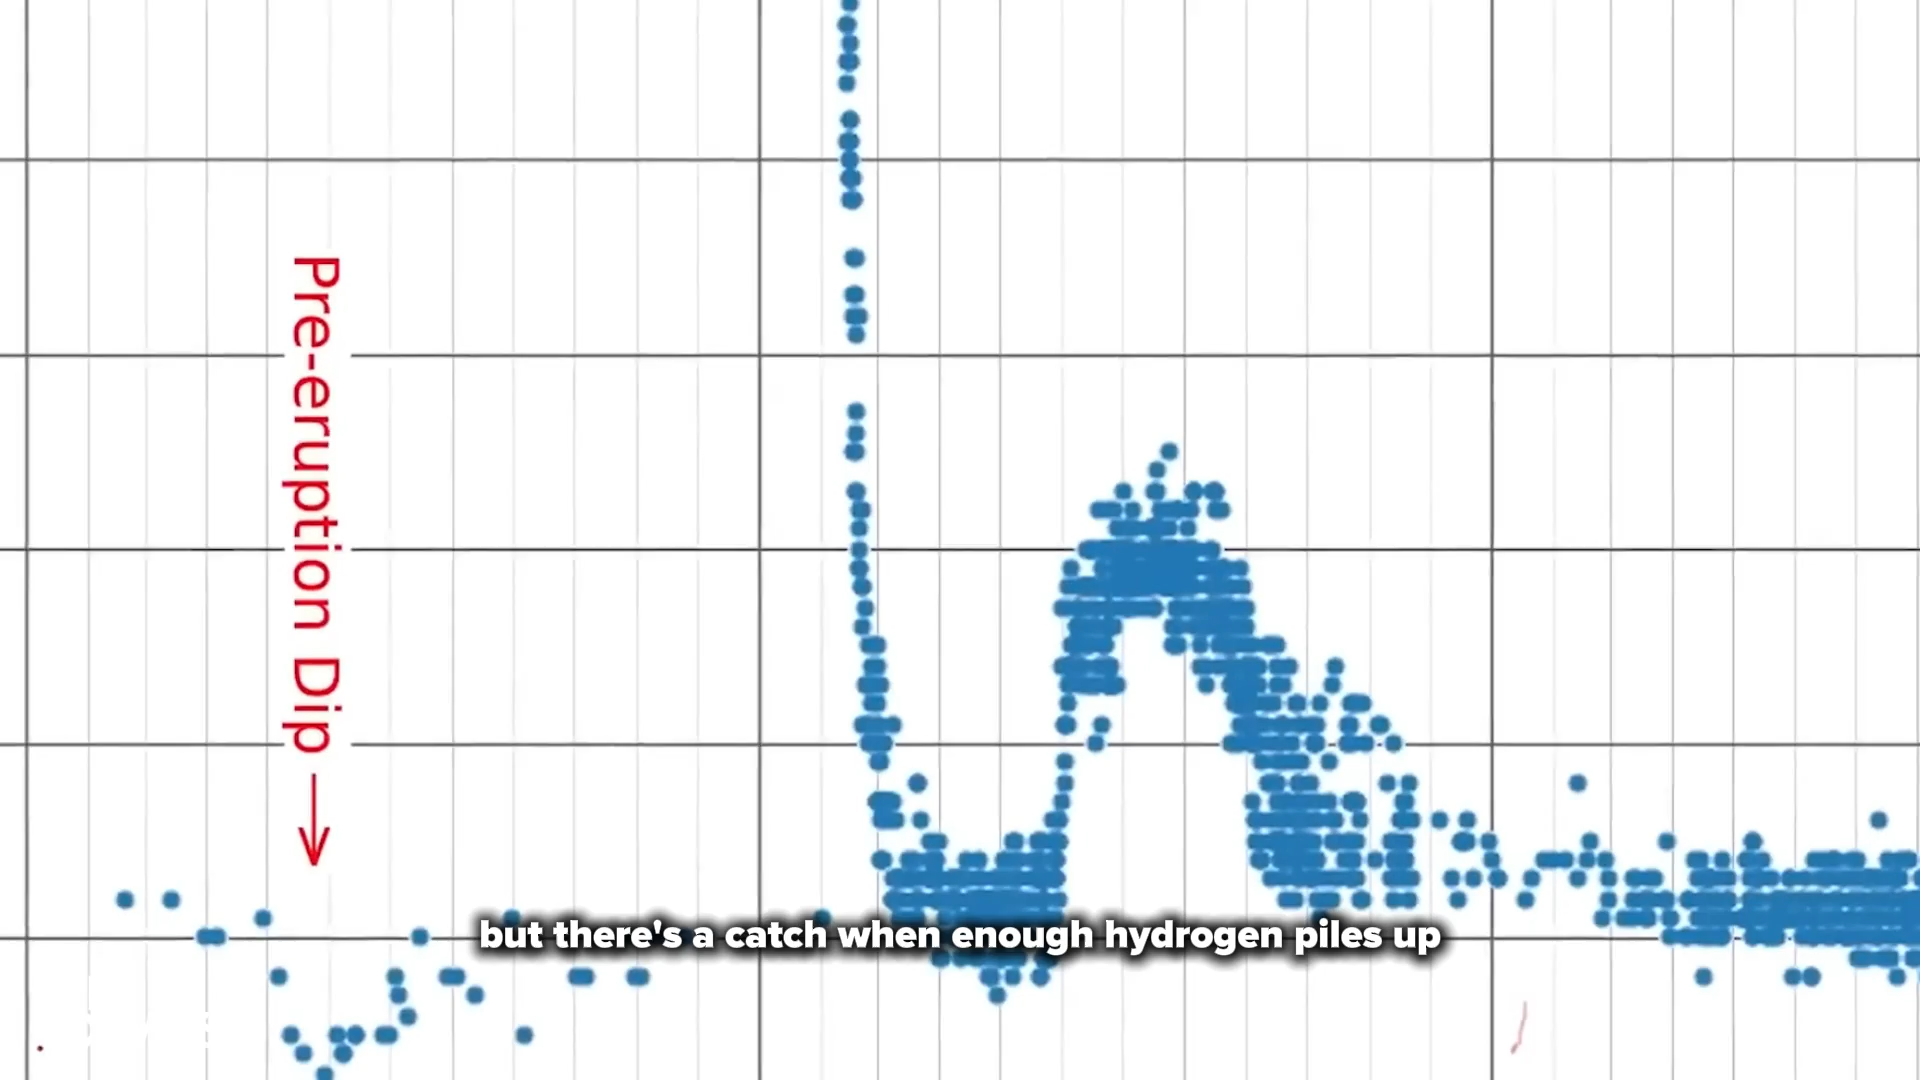 Pre-eruption Dip
but there's a catch when enough hydrogen piles up